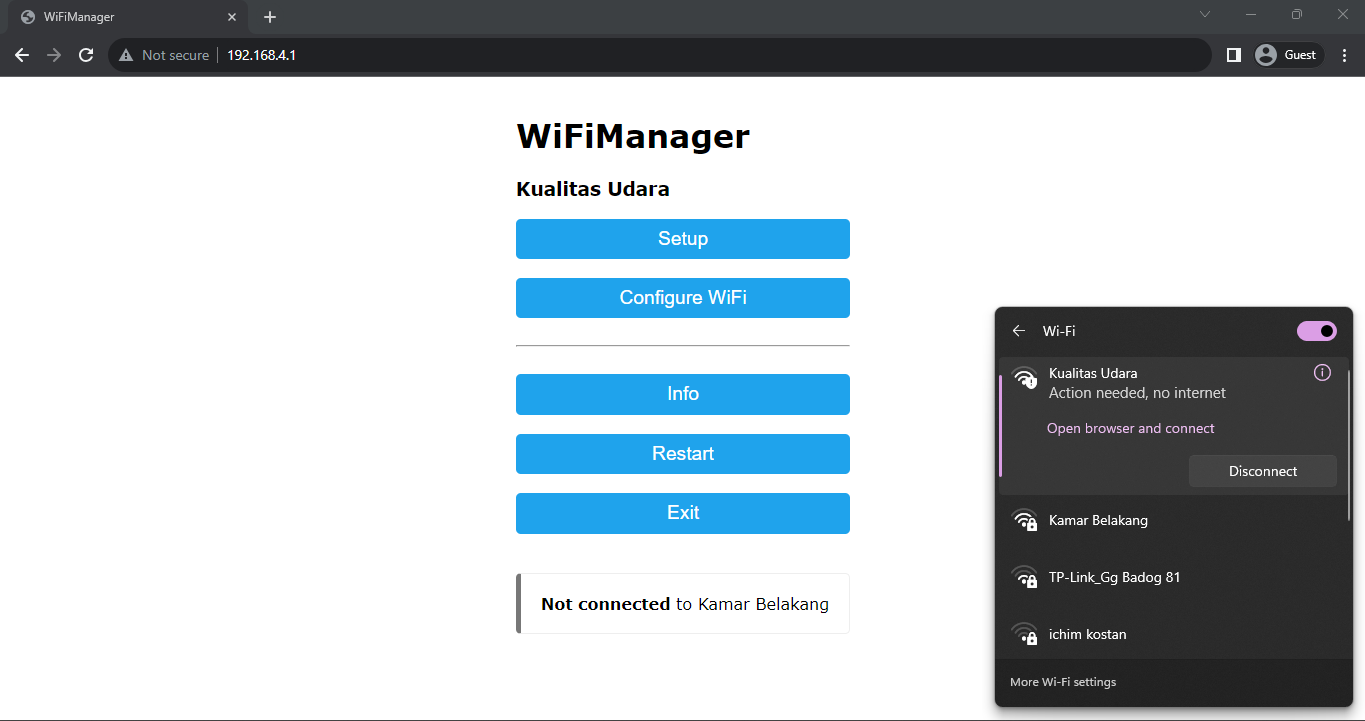 WiFiManager
Not secure
192.168.4.1
Guest
WiFiManager
Kualitas Udara
Setup
Configure WiFi
Info
Restart
Exit
Not connected to Kamar Belakang
Wi-Fi
Kualitas Udara
Action needed, no internet
Open browser and connect
Disconnect
Kamar Belakang
TP-Link_Gg Badog 81
ichim kostan
More Wi-Fi settings